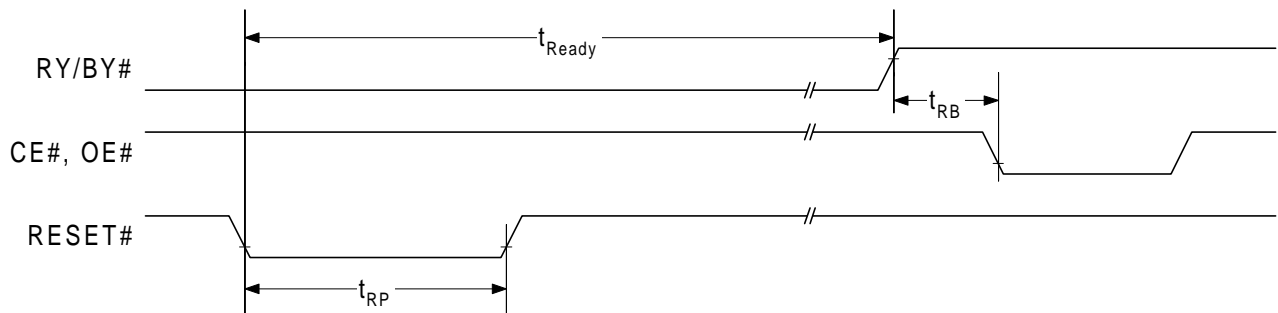 tReady
RY/BY#
tRB
CE#, OE#
RESET#
tRP